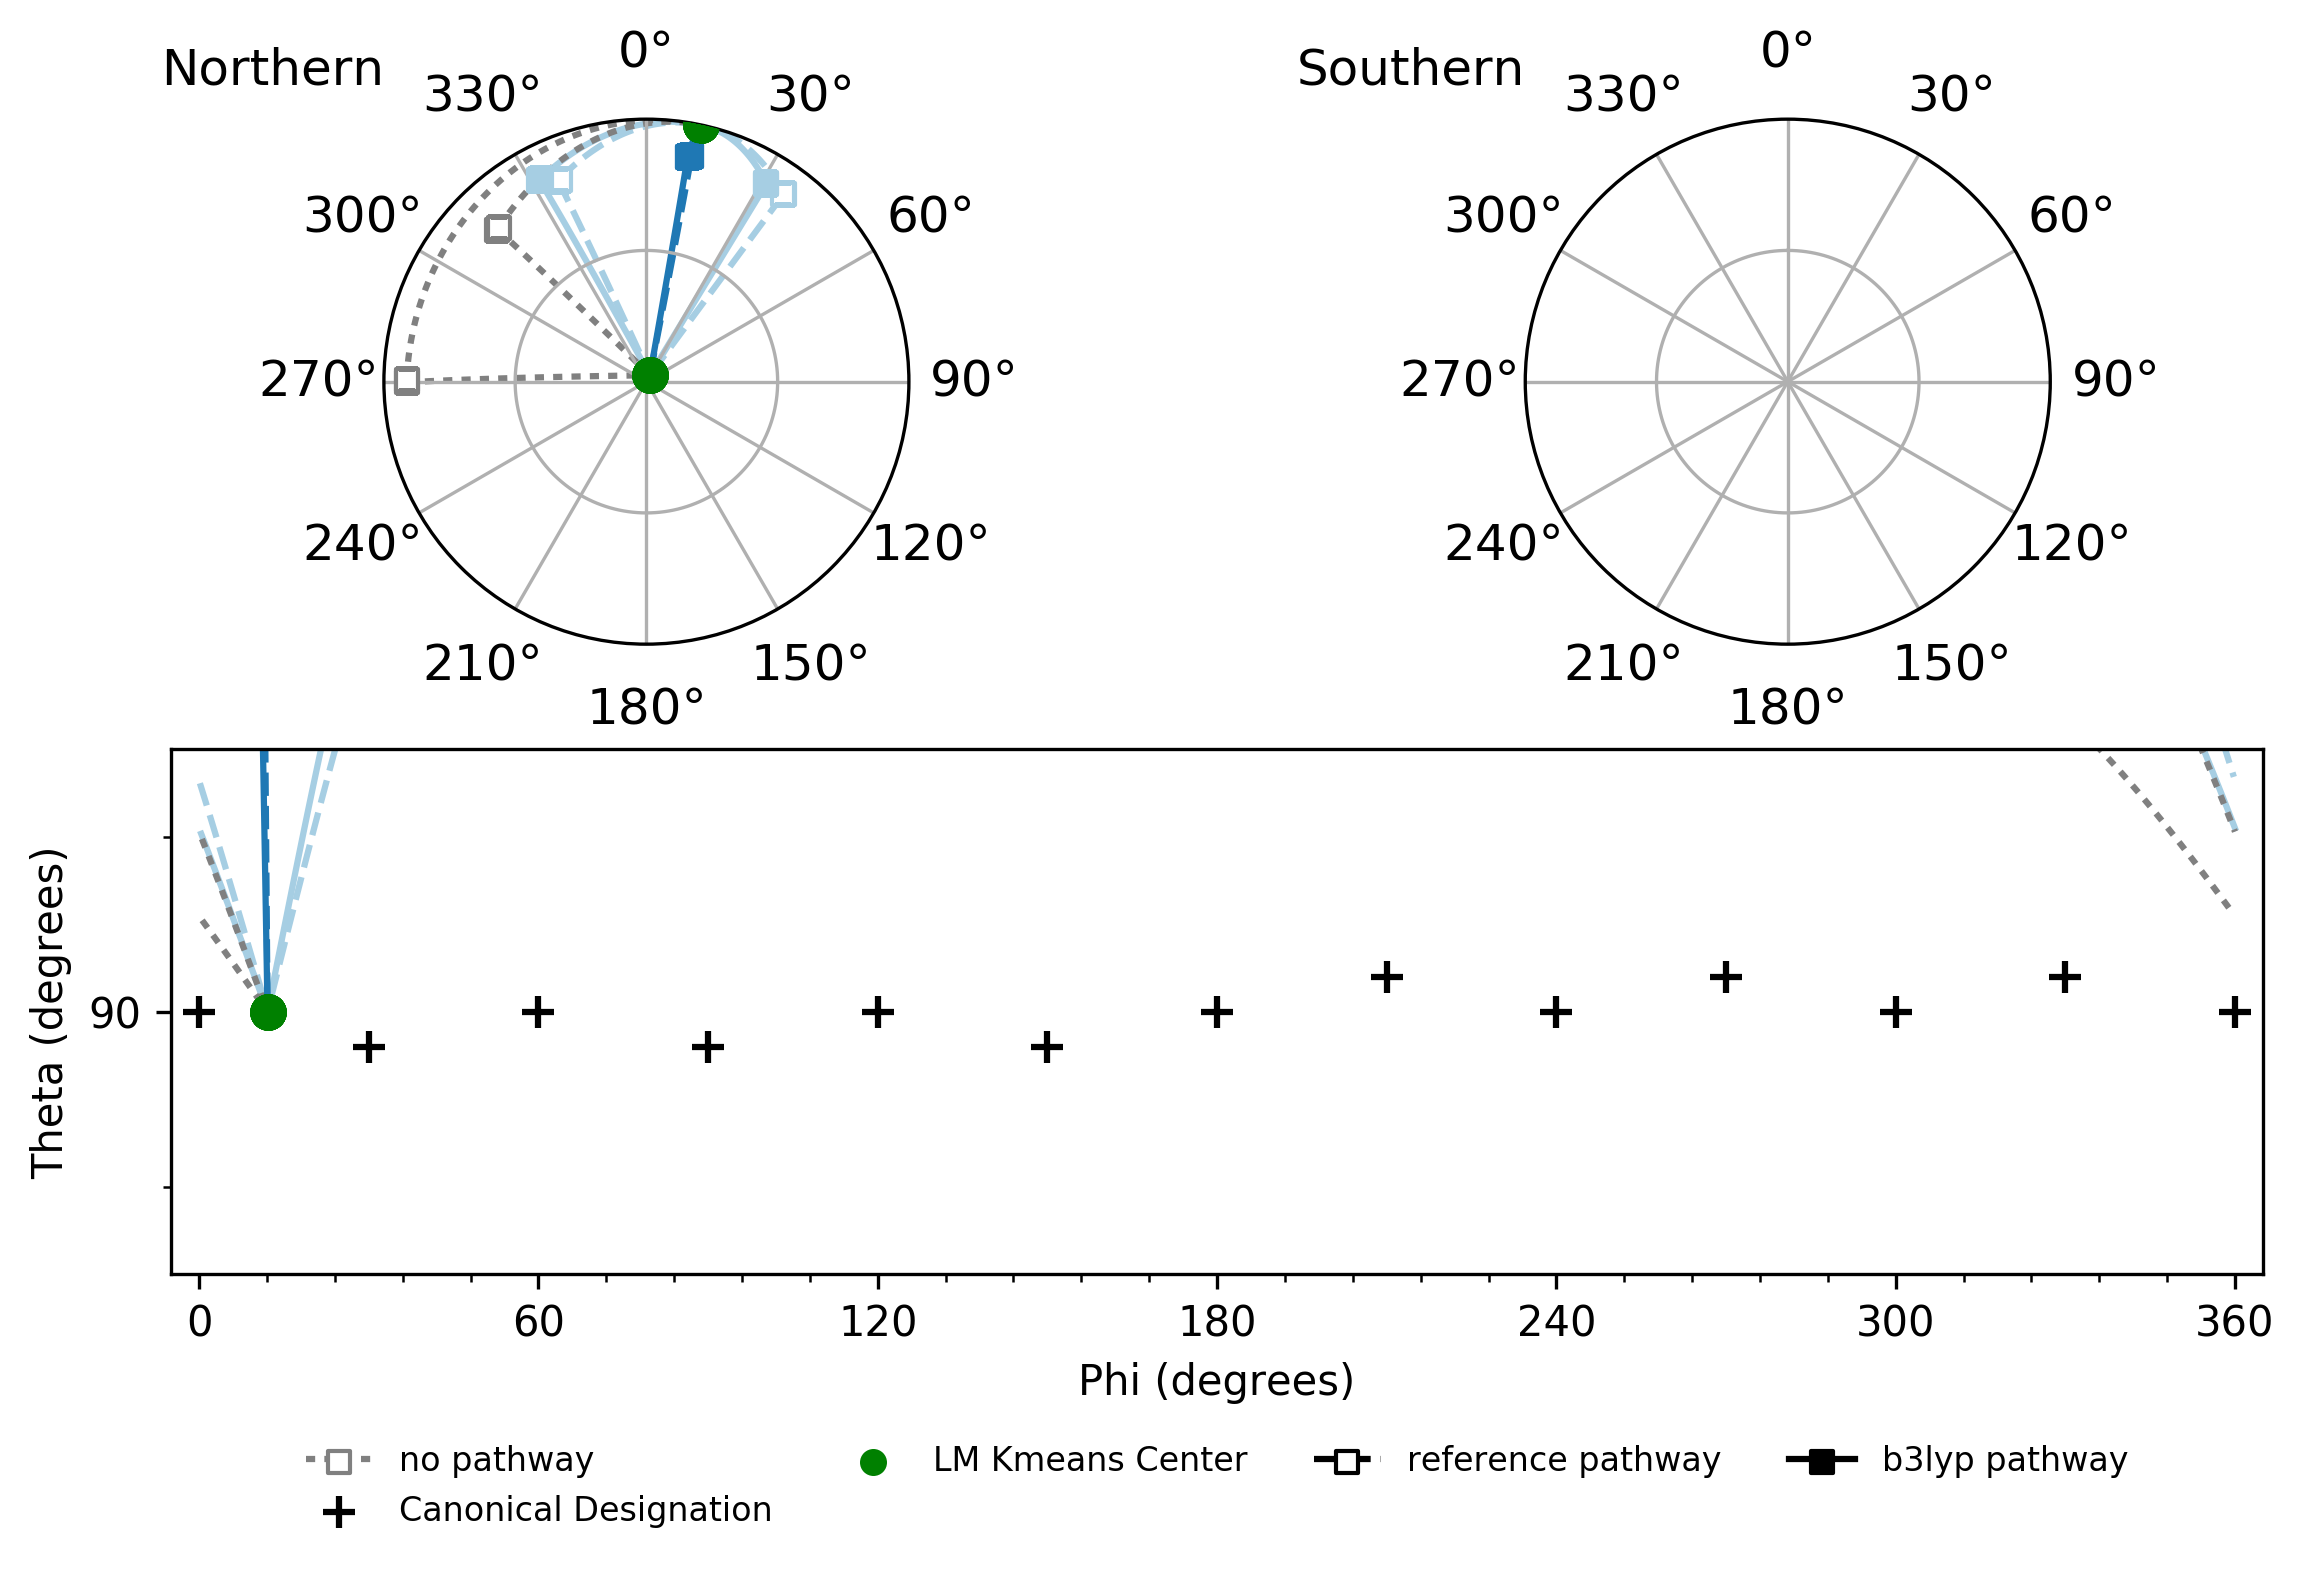 Northern
0°
30°
60°
90°
120°
150°
180°
210°
240°
270°
300°
330°
Southern
0°
30°
60°
90°
120°
150°
180°
210°
240°
270°
300°
330°
Theta (degrees)
90
0 60 120 180 240 300 360
Phi (degrees)
no pathway
Canonical Designation
LM Kmeans Center
reference pathway
b3lyp pathway